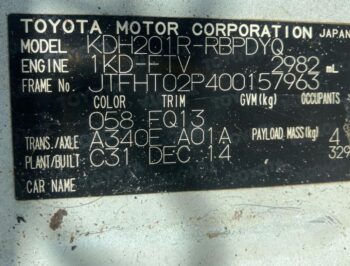 TOYOTA MOTOR CORPORATION JAPAN
MODEL KDH201R-RBPDYQ
ENGINE 1KD-FTV 2982 mL
FRAME No. JTFHT02P400157963
COLOR TRIM GVM(kg) OCCUPANTS
058 FQ13
TRANS./AXLE A340E A01A PAYLOAD MASS(kg) 4
PLANT/BUILT C31 DEC 14 329
CAR NAME